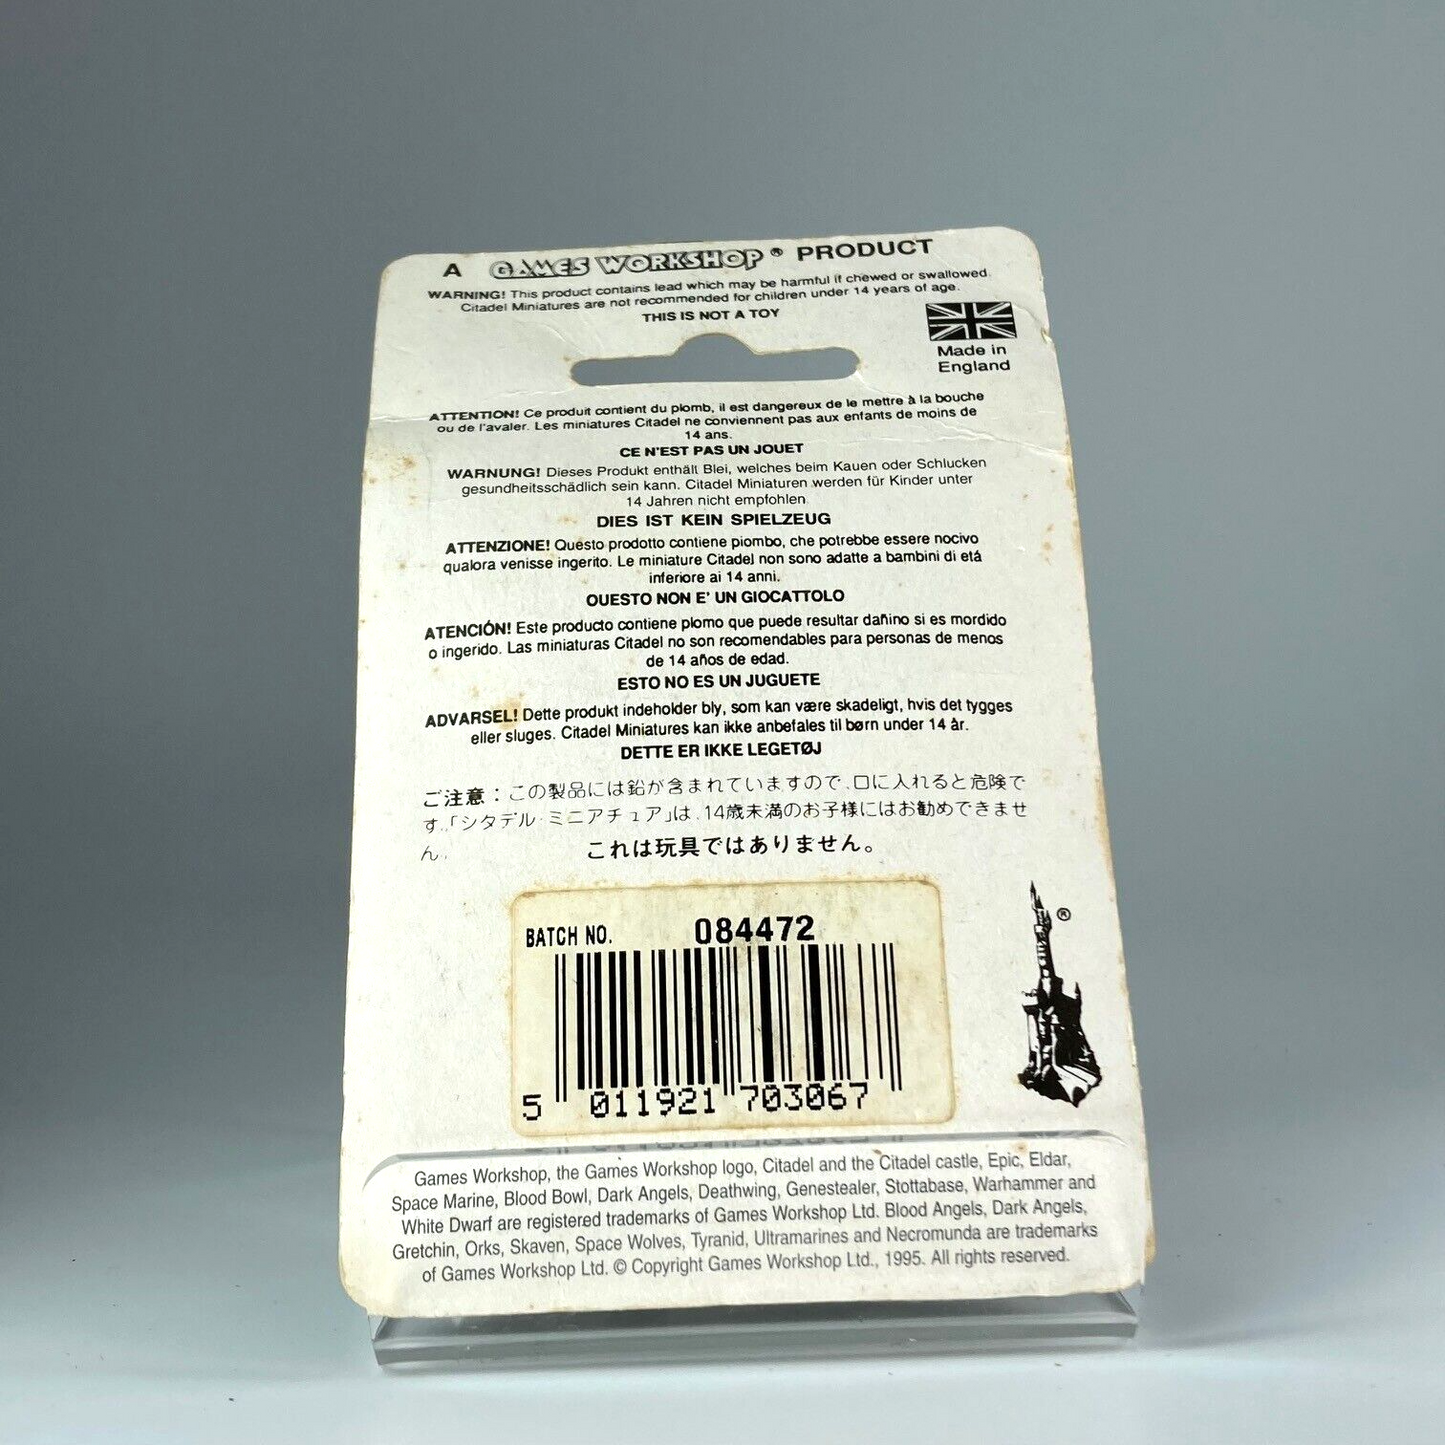 A GAMES WORKSHOP® PRODUCT
WARNING! This product contains lead which may be harmful if chewed or swallowed.
Citadel Miniatures are not recommended for children under 14 years of age.
THIS IS NOT A TOY
Made in
England
ATTENTION! Ce produit contient du plomb, il est dangereux de le mettre à la bouche
ou de l'avaler. Les miniatures Citadel ne conviennent pas aux enfants de moins de
14 ans.
CE N'EST PAS UN JOUET
WARNUNG! Dieses Produkt enthält Blei, welches beim Kauen oder Schlucken
gesundheitsschädlich sein kann. Citadel Miniaturen werden für Kinder unter
14 Jahren nicht empfohlen
DIES IST KEIN SPIELZEUG
ATTENZIONE! Questo prodotto contiene piombo, che potrebbe essere nocivo
qualora venisse ingerito. Le miniature Citadel non sono adatte a bambini di etá
inferiore ai 14 anni.
QUESTO NON E' UN GIOCATTOLO
ATENCIÓN! Este producto contiene plomo que puede resultar dañino si es mordido
o ingerido. Las miniaturas Citadel no son recomendables para personas de menos
de 14 años de edad.
ESTO NO ES UN JUGUETE
ADVARSEL! Dette produkt indeholder bly, som kan være skadeligt, hvis det tygges
eller sluges. Citadel Miniatures kan ikke anbefales til børn under 14 år.
DETTE ER IKKE LEGETØJ
ご注意：この製品には鉛が含まれていますので、口に入れると危険で
す。「シタデル・ミニアチュア」は、14歳未満のお子様にはお勧めできませ
ん。
これは玩具ではありません。
BATCH NO. 084472
5 011921 703067
®
Games Workshop, the Games Workshop logo, Citadel and the Citadel castle, Epic, Eldar,
Space Marine, Blood Bowl, Dark Angels, Deathwing, Genestealer, Stottabase, Warhammer and
White Dwarf are registered trademarks of Games Workshop Ltd. Blood Angels, Dark Angels,
Gretchin, Orks, Skaven, Space Wolves, Tyranid, Ultramarines and Necromunda are trademarks
of Games Workshop Ltd. © Copyright Games Workshop Ltd., 1995. All rights reserved.